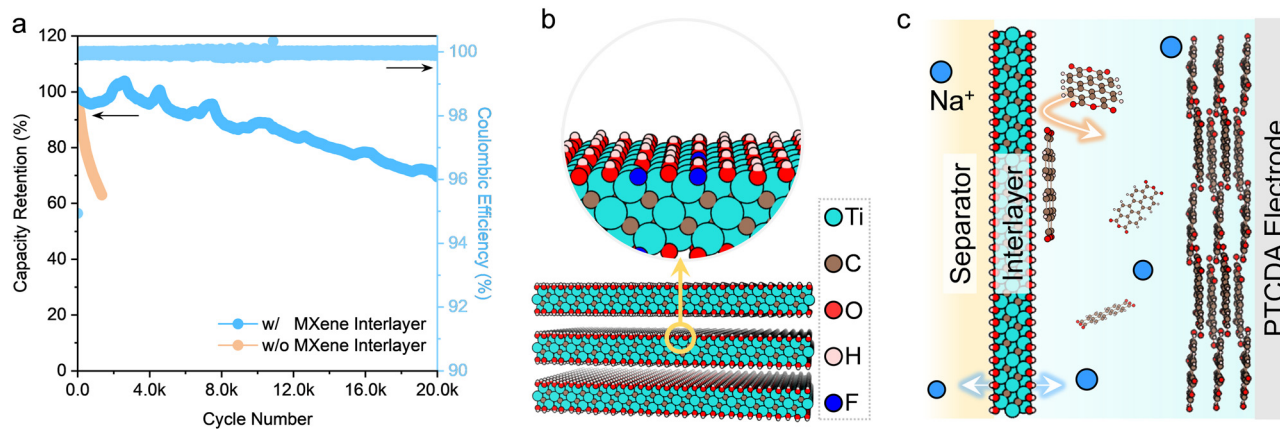 a
120
100
80
60
40
20
0
Capacity Retention (%)
100
98
96
94
92
90
Coulombic Efficiency (%)
w/ MXene Interlayer
w/o MXene Interlayer
0.0
4.0k
8.0k
12.0k
16.0k
20.0k
Cycle Number
b
Ti
C
O
H
F
c
Na+
Separator
Interlayer
PTCDA Electrode